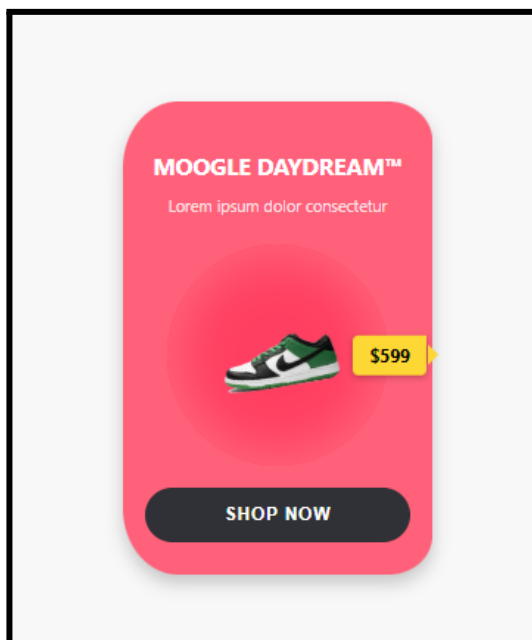 MOOGLE DAYDREAM™
Lorem ipsum dolor consectetur
$599
SHOP NOW